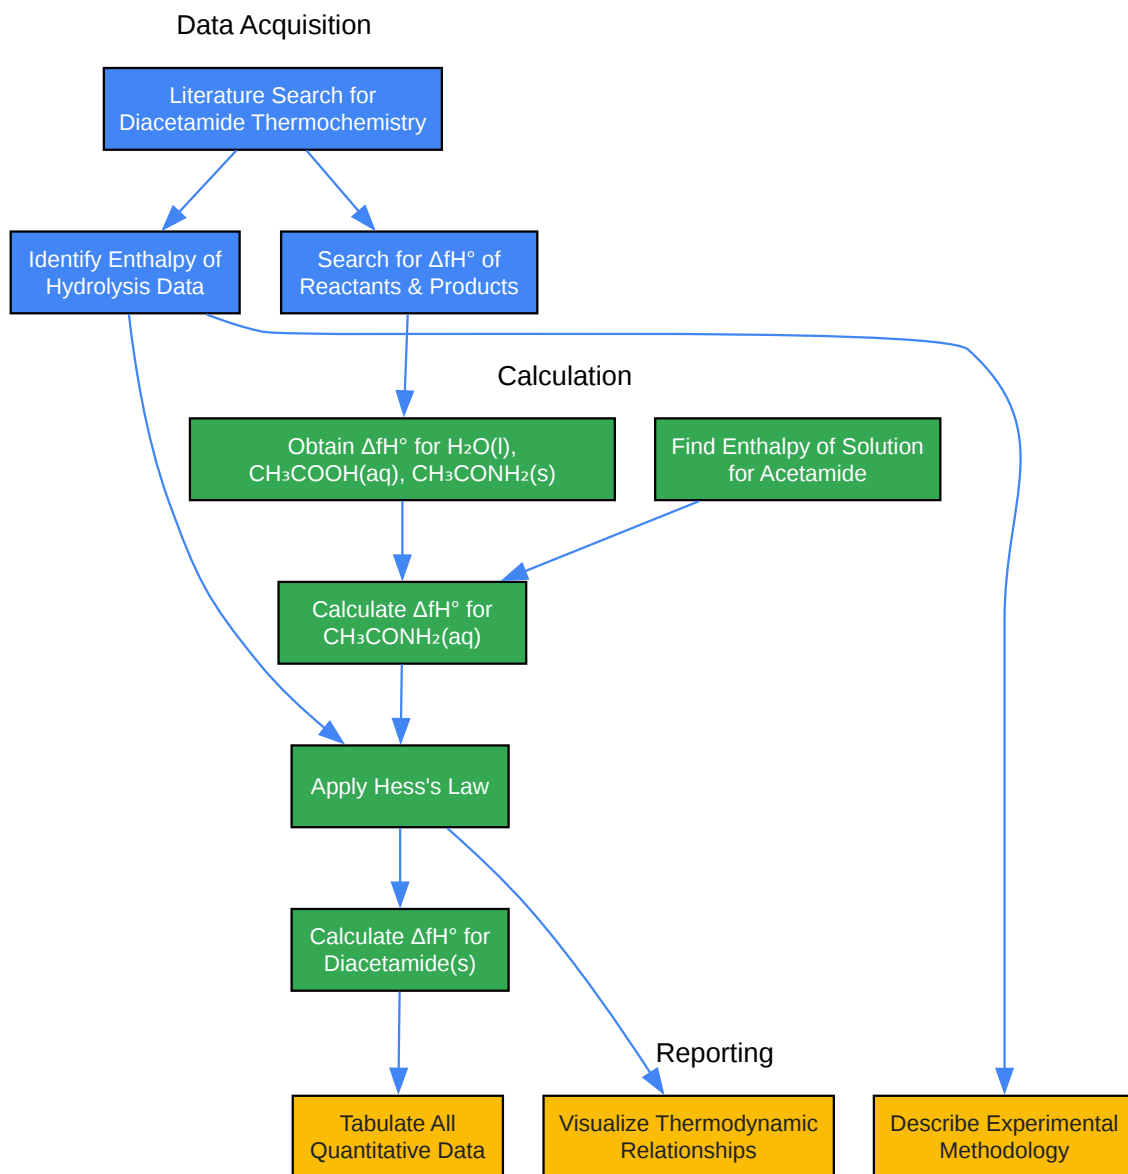 Data Acquisition
Literature Search for
Diacetamide Thermochemistry
Identify Enthalpy of
Hydrolysis Data
Search for ΔfH° of
Reactants & Products
Calculation
Obtain ΔfH° for H₂O(l),
CH₃COOH(aq), CH₃CONH₂(s)
Find Enthalpy of Solution
for Acetamide
Calculate ΔfH° for
CH₃CONH₂(aq)
Apply Hess's Law
Calculate ΔfH° for
Diacetamide(s)
Reporting
Tabulate All
Quantitative Data
Visualize Thermodynamic
Relationships
Describe Experimental
Methodology